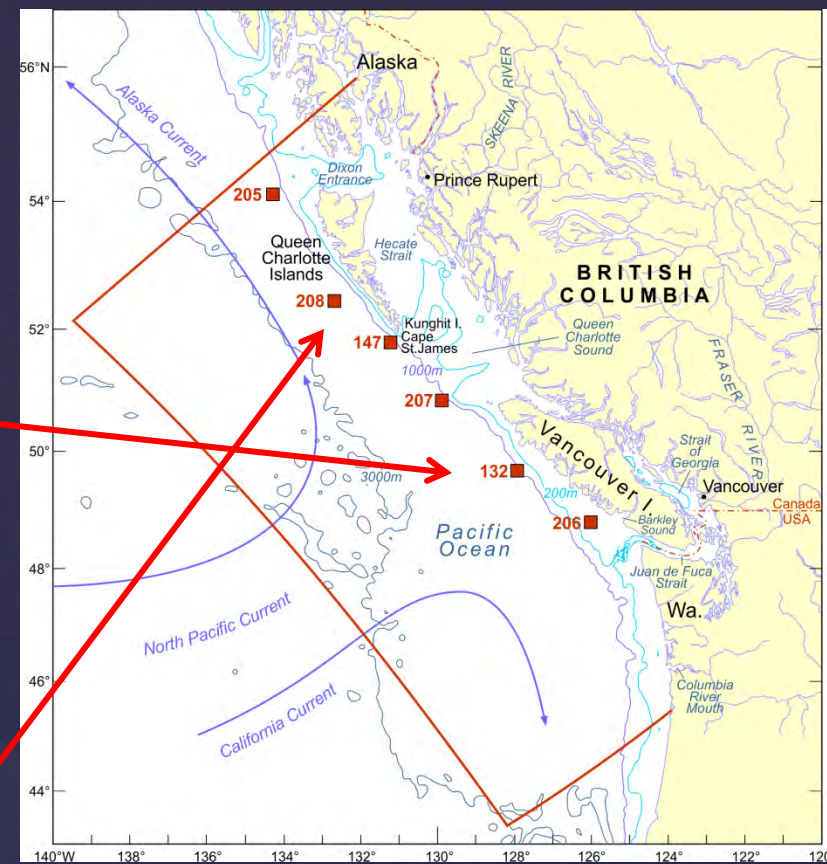 56°N
Alaska
Alaska Current
SKEENA RIVER
Dixon
Entrance
Prince Rupert
54°
205
Queen
Charlotte
Islands
Hecate
Strait
BRITISH
COLUMBIA
208
52°
147
Kunghit I.
Cape
St.James
Queen
Charlotte
Sound
1000m
FRASER RIVER
207
50°
Vancouver I.
Strait
of
Georgia
3000m
132
200m
Vancouver
Canada
USA
206
Barkley
Sound
Pacific
Ocean
48°
Juan de Fuca
Strait
Wa.
North Pacific Current
46°
California Current
Columbia
River
Mouth
44°
140°W 138° 136° 134° 132° 130° 128° 126° 124° 122° 120